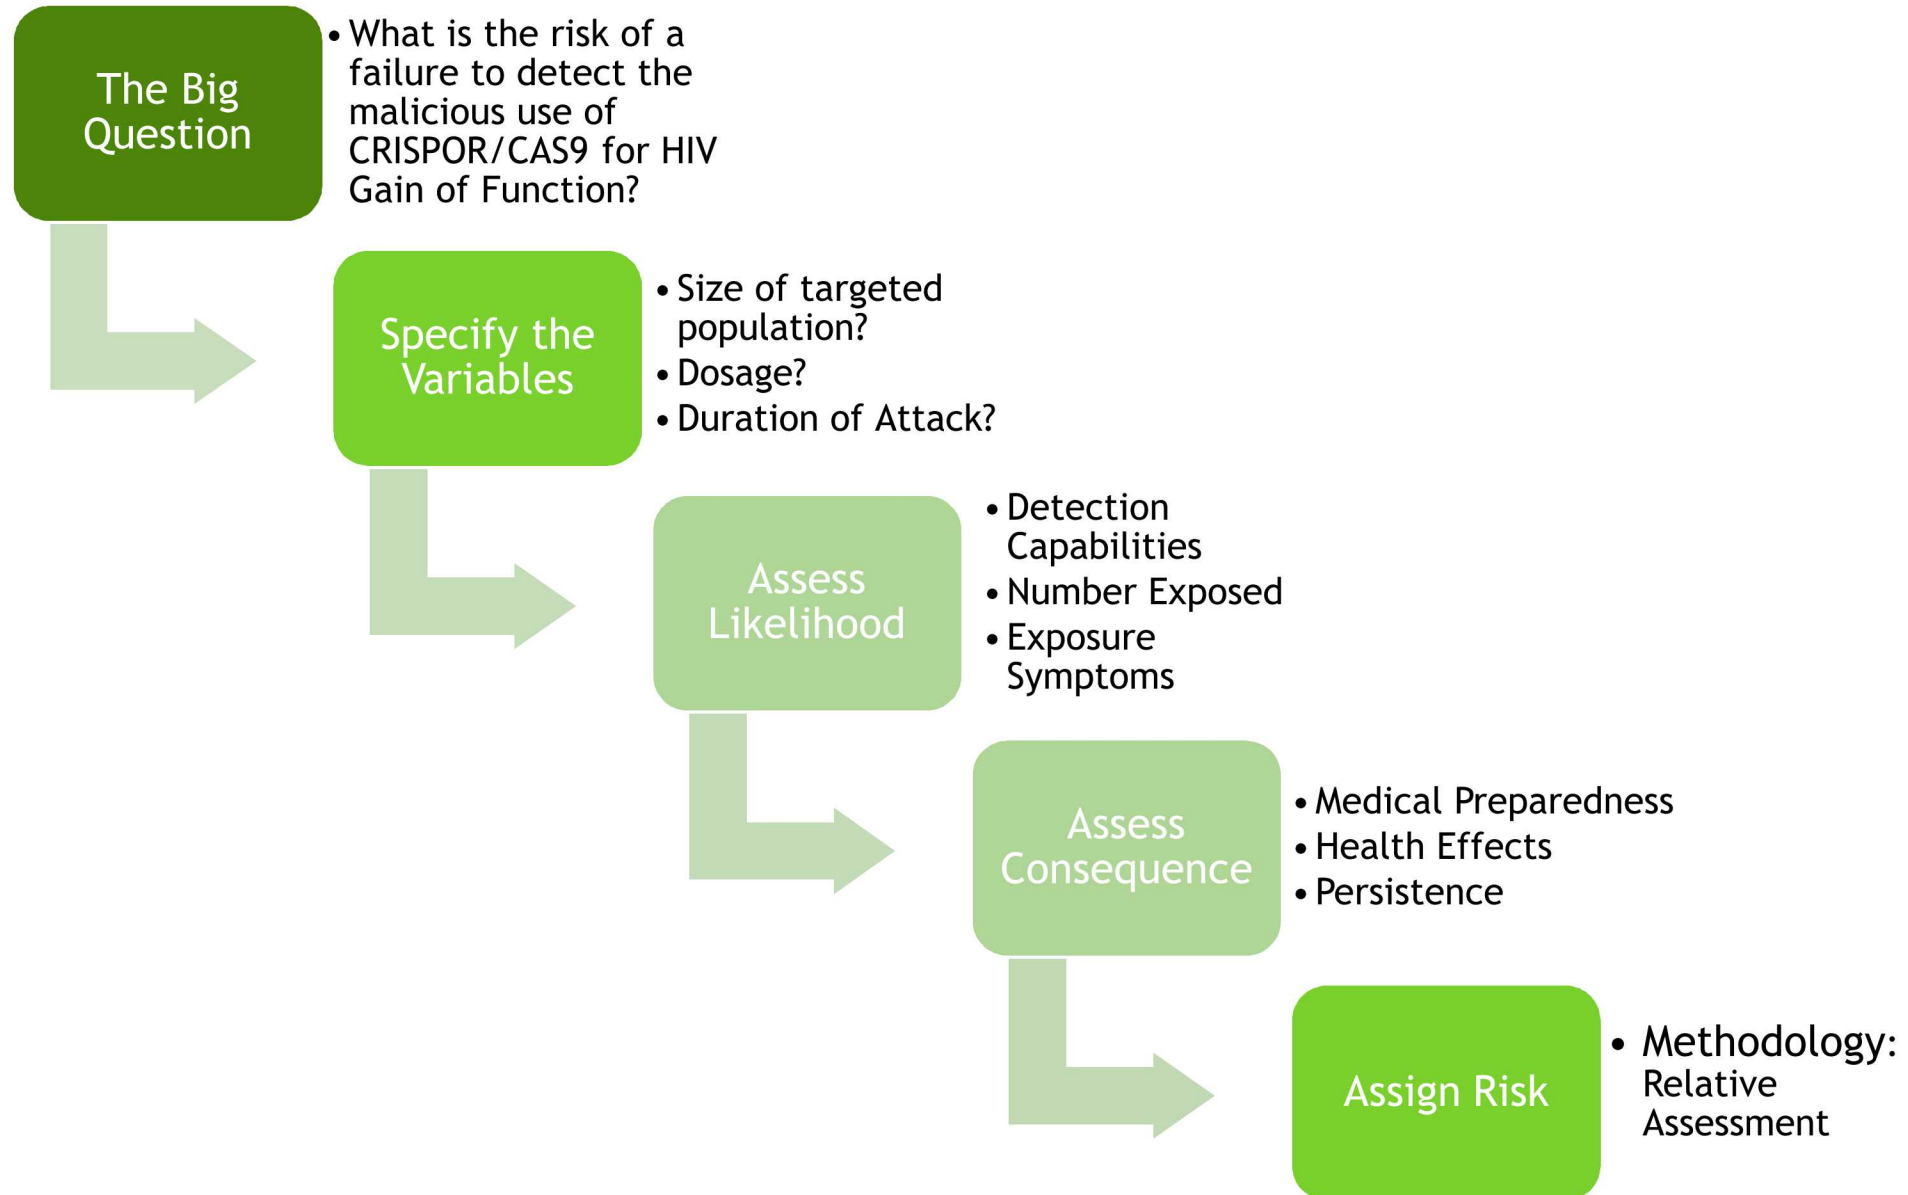 The Big
Question
• What is the risk of a
failure to detect the
malicious use of
CRISPOR/CAS9 for HIV
Gain of Function?
Specify the
Variables
• Size of targeted
population?
• Dosage?
• Duration of Attack?
Assess
Likelihood
• Detection
Capabilities
• Number Exposed
• Exposure
Symptoms
Assess
Consequence
• Medical Preparedness
• Health Effects
• Persistence
Assign Risk
• Methodology:
Relative
Assessment